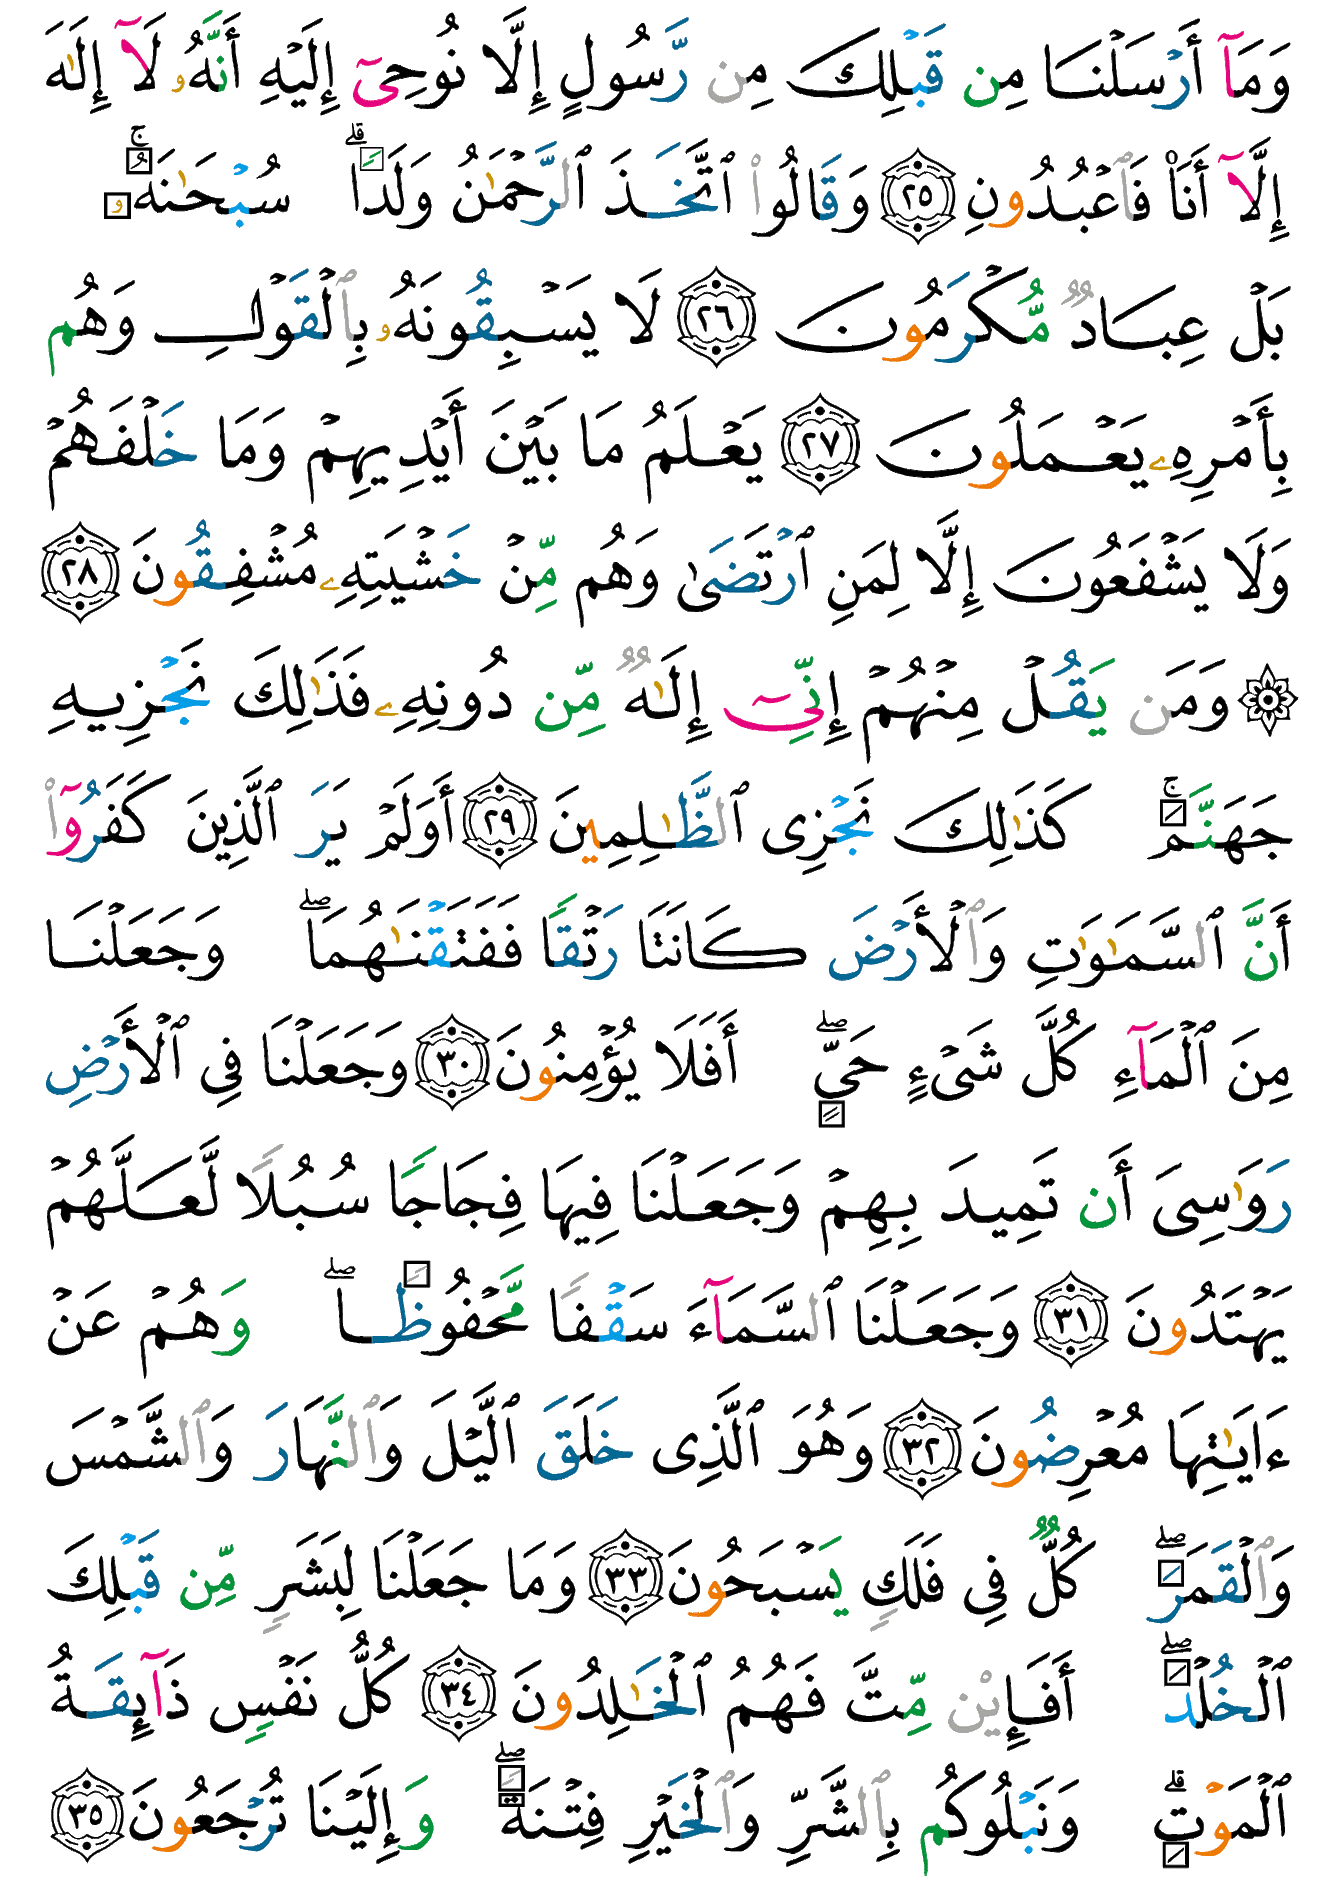 وَمَآ أَرۡسَلۡنَا مِن قَبۡلِكَ مِن رَّسُولٍ إِلَّا نُوحِيٓ إِلَيۡهِ أَنَّهُۥ لَآ إِلَٰهَ
إِلَّآ أَنَا۠ فَٱعۡبُدُونِ ٢٥ وَقَالُواْ ٱتَّخَذَ ٱلرَّحۡمَٰنُ وَلَدٗاۗ سُبۡحَٰنَهُۥۚ
بَلۡ عِبَادٞ مُّكۡرَمُونَ ٢٦ لَا يَسۡبِقُونَهُۥ بِٱلۡقَوۡلِ وَهُم
بِأَمۡرِهِۦ يَعۡمَلُونَ ٢٧ يَعۡلَمُ مَا بَيۡنَ أَيۡدِيهِمۡ وَمَا خَلۡفَهُمۡ
وَلَا يَشۡفَعُونَ إِلَّا لِمَنِ ٱرۡتَضَىٰ وَهُم مِّنۡ خَشۡيَتِهِۦ مُشۡفِقُونَ ٢٨
۞ وَمَن يَقُلۡ مِنۡهُمۡ إِنِّيٓ إِلَٰهٞ مِّن دُونِهِۦ فَذَٰلِكَ نَجۡزِيهِ
جَهَنَّمَۚ كَذَٰلِكَ نَجۡزِي ٱلظَّٰلِمِينَ ٢٩ أَوَلَمۡ يَرَ ٱلَّذِينَ كَفَرُوٓاْ
أَنَّ ٱلسَّمَٰوَٰتِ وَٱلۡأَرۡضَ كَانَتَا رَتۡقٗا فَفَتَقۡنَٰهُمَاۖ وَجَعَلۡنَا
مِنَ ٱلۡمَآءِ كُلَّ شَيۡءٍ حَيٍّۖ أَفَلَا يُؤۡمِنُونَ ٣٠ وَجَعَلۡنَا فِي ٱلۡأَرۡضِ
رَوَٰسِيَ أَن تَمِيدَ بِهِمۡ وَجَعَلۡنَا فِيهَا فِجَاجٗا سُبُلٗا لَّعَلَّهُمۡ
يَهۡتَدُونَ ٣١ وَجَعَلۡنَا ٱلسَّمَآءَ سَقۡفٗا مَّحۡفُوظٗاۖ وَهُمۡ عَنۡ
ءَايَٰتِهَا مُعۡرِضُونَ ٣٢ وَهُوَ ٱلَّذِي خَلَقَ ٱلَّيۡلَ وَٱلنَّهَارَ وَٱلشَّمۡسَ
وَٱلۡقَمَرَۖ كُلّٞ فِي فَلَكٖ يَسۡبَحُونَ ٣٣ وَمَا جَعَلۡنَا لِبَشَرٖ مِّن قَبۡلِكَ
ٱلۡخُلۡدَۖ أَفَإِيْن مِّتَّ فَهُمُ ٱلۡخَٰلِدُونَ ٣٤ كُلُّ نَفۡسٖ ذَآئِقَةُ
ٱلۡمَوۡتِۗ وَنَبۡلُوكُم بِٱلشَّرِّ وَٱلۡخَيۡرِ فِتۡنَةٗۖ وَإِلَيۡنَا تُرۡجَعُونَ ٣٥